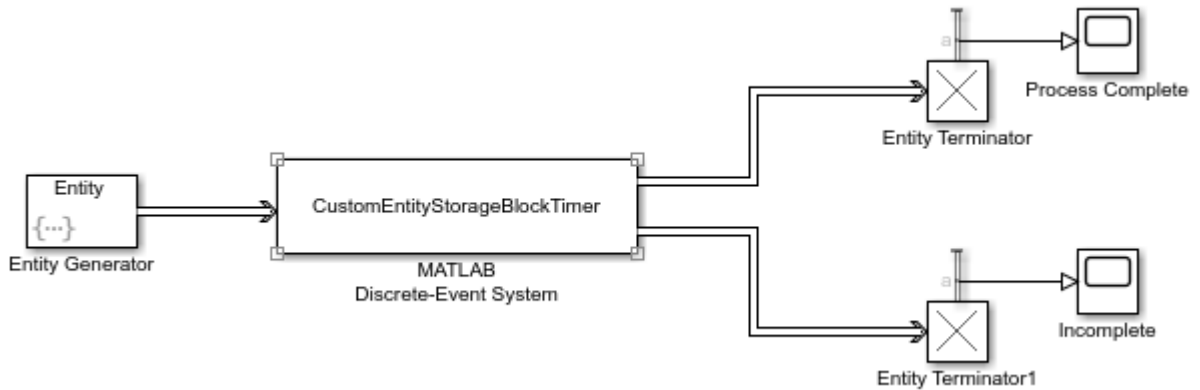 a
Process Complete
Entity Terminator
Entity
{...}
Entity Generator
CustomEntityStorageBlockTimer
MATLAB
Discrete-Event System
a
Incomplete
Entity Terminator1